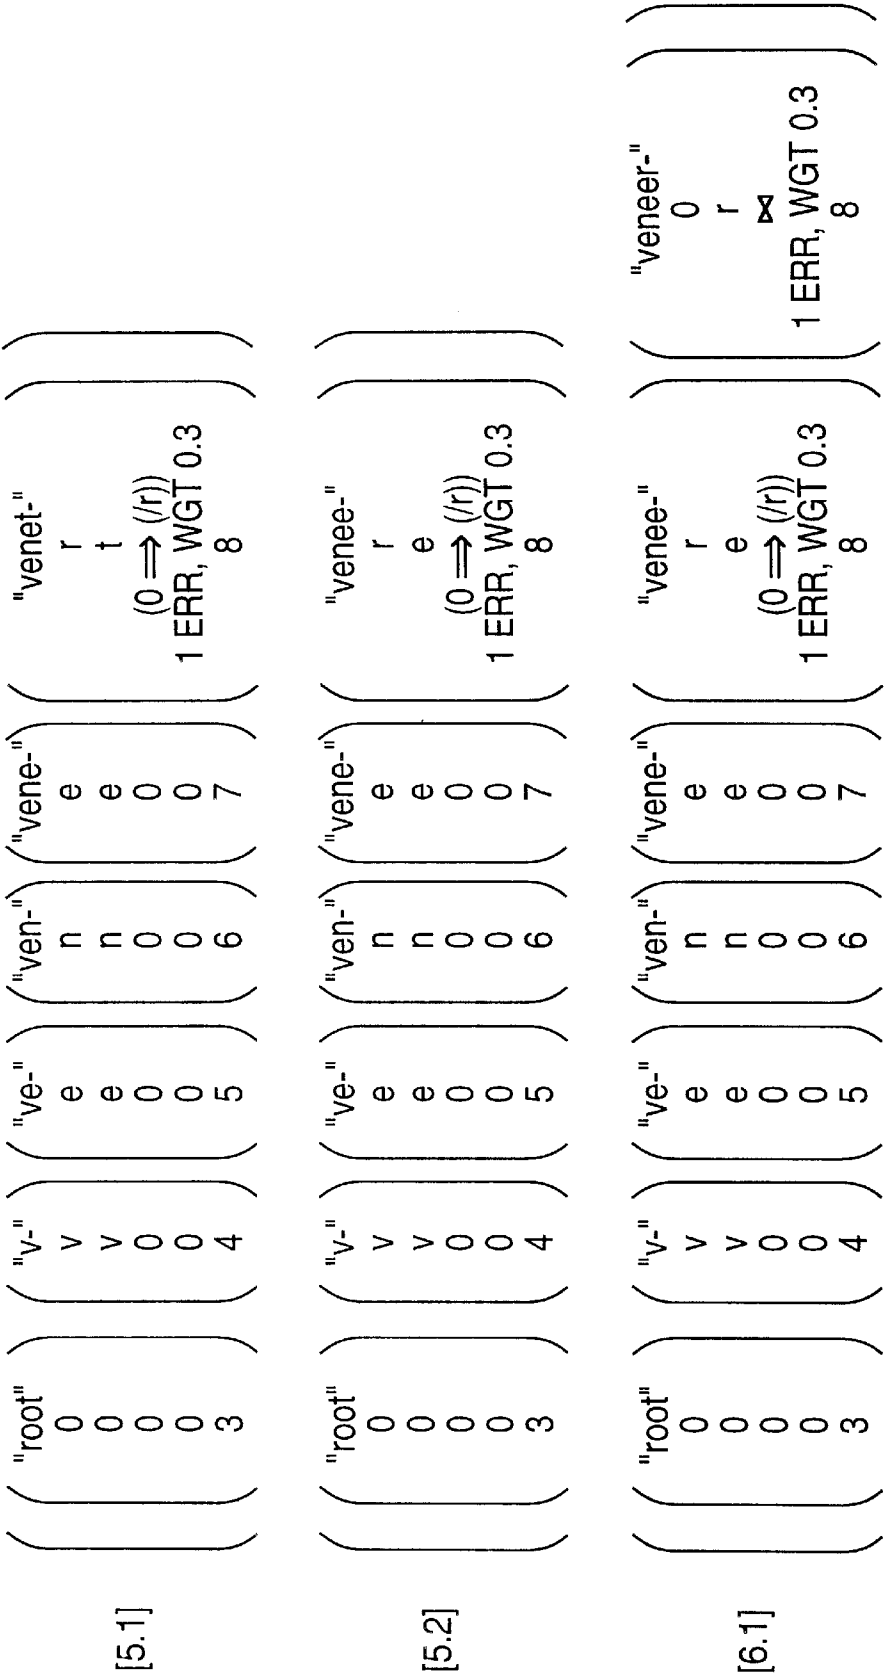 "root" "v-" "ve-" "ven-" "vene-" "venet-"
0 v e n e r
[5.1] 0 v e n e t
0 0 0 0 0 (0 ⟹ (/r))
0 0 0 0 0 1 ERR, WGT 0.3
3 4 5 6 7 8
"root" "v-" "ve-" "ven-" "vene-" "venee-"
0 v e n e r
[5.2] 0 v e n e e
0 0 0 0 0 (0 ⟹ (/r))
0 0 0 0 0 1 ERR, WGT 0.3
3 4 5 6 7 8
"root" "v-" "ve-" "ven-" "vene-" "venee-" "veneer-"
0 v e n e r 0
[6.1] 0 v e n e e r
0 0 0 0 0 (0 ⟹ (/r)) ⧖
0 0 0 0 0 1 ERR, WGT 0.3 1 ERR, WGT 0.3
3 4 5 6 7 8 8